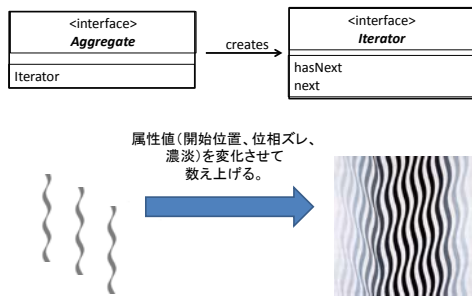 <interface>
Aggregate
Iterator
creates
<interface>
Iterator
hasNext
next
属性値(開始位置、位相ズレ、
濃淡)を変化させて
数え上げる。